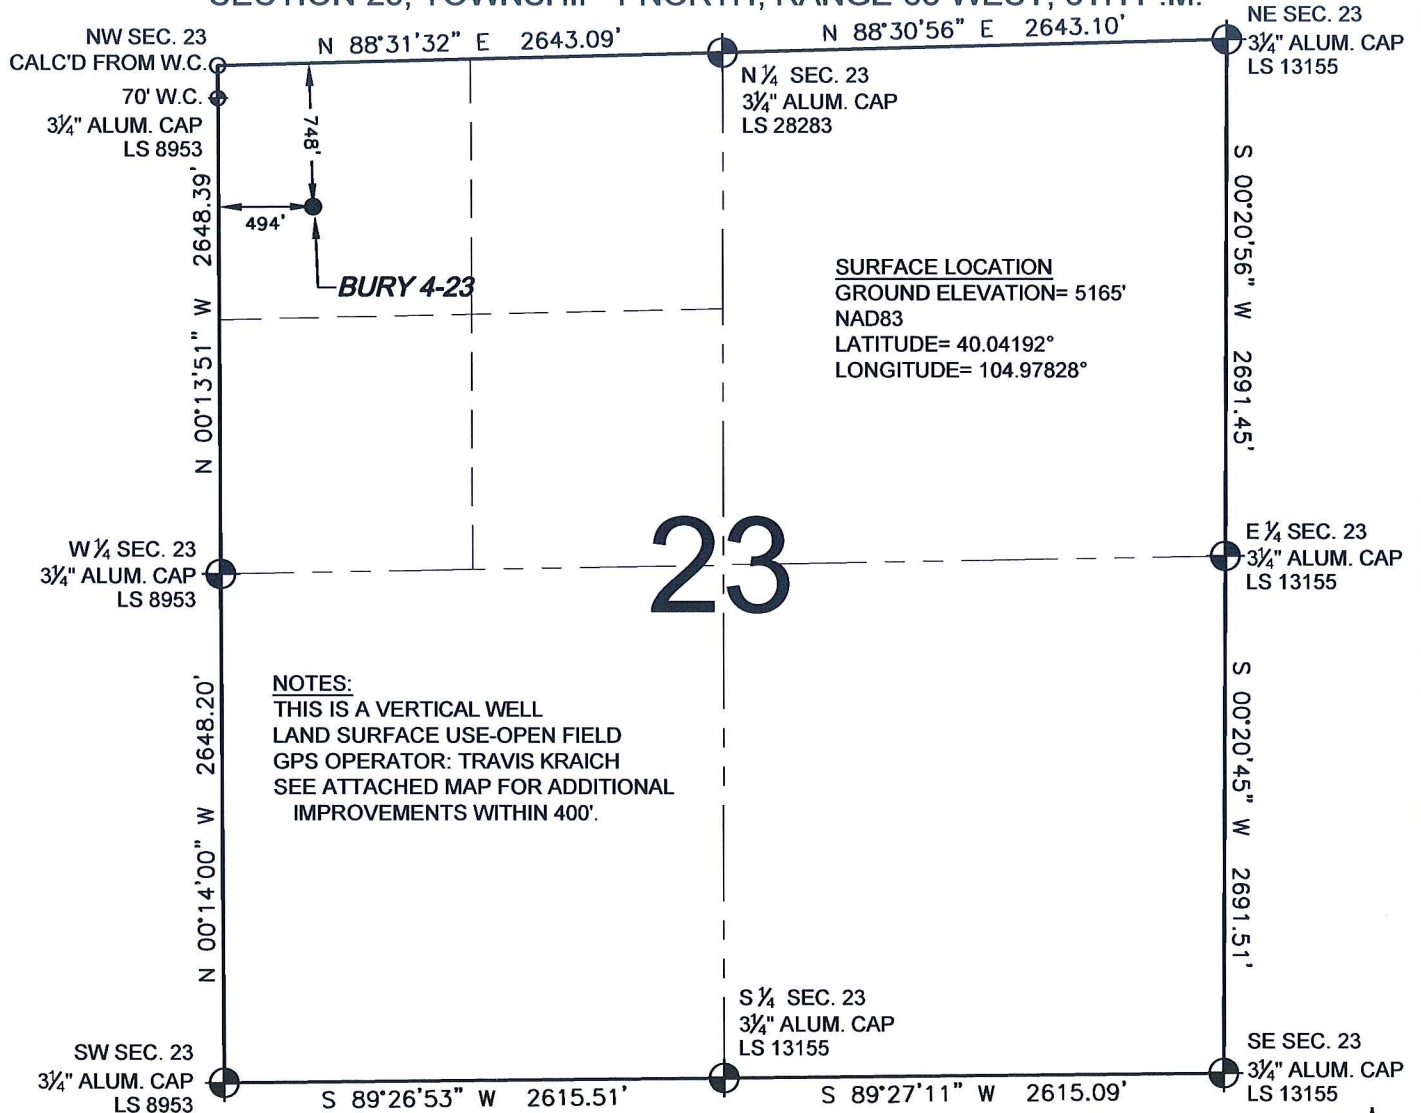 SECTION 23, TOWNSHIP 1 NORTH, RANGE WEST, 6TH P.M.
NW SEC. 23
CALC'D FROM W.C.
70' W.C.
3¼" ALUM. CAP
LS 8953
N 88°31'32" E 2643.09'
N 88°30'56" E 2643.10'
NE SEC. 23
3¼" ALUM. CAP
LS 13155
N ¼ SEC. 23
3¼" ALUM. CAP
LS 28283
748'
494'
BURY 4-23
N 00°13'51" W 2648.39'
SURFACE LOCATION
GROUND ELEVATION= 5165'
NAD83
LATITUDE= 40.04192°
LONGITUDE= 104.97828°
S 00°20'56" W 2691.45'
W ¼ SEC. 23
3¼" ALUM. CAP
LS 8953
23
E ¼ SEC. 23
3¼" ALUM. CAP
LS 13155
N 00°14'00" W 2648.20'
NOTES:
THIS IS A VERTICAL WELL
LAND SURFACE USE-OPEN FIELD
GPS OPERATOR: TRAVIS KRAICH
SEE ATTACHED MAP FOR ADDITIONAL
IMPROVEMENTS WITHIN 400'.
S 00°20'45" W 2691.51'
SW SEC. 23
3¼" ALUM. CAP
LS 8953
S ¼ SEC. 23
3¼" ALUM. CAP
LS 13155
SE SEC. 23
3¼" ALUM. CAP
LS 13155
S 89°26'53" W 2615.51'
S 89°27'11" W 2615.09'